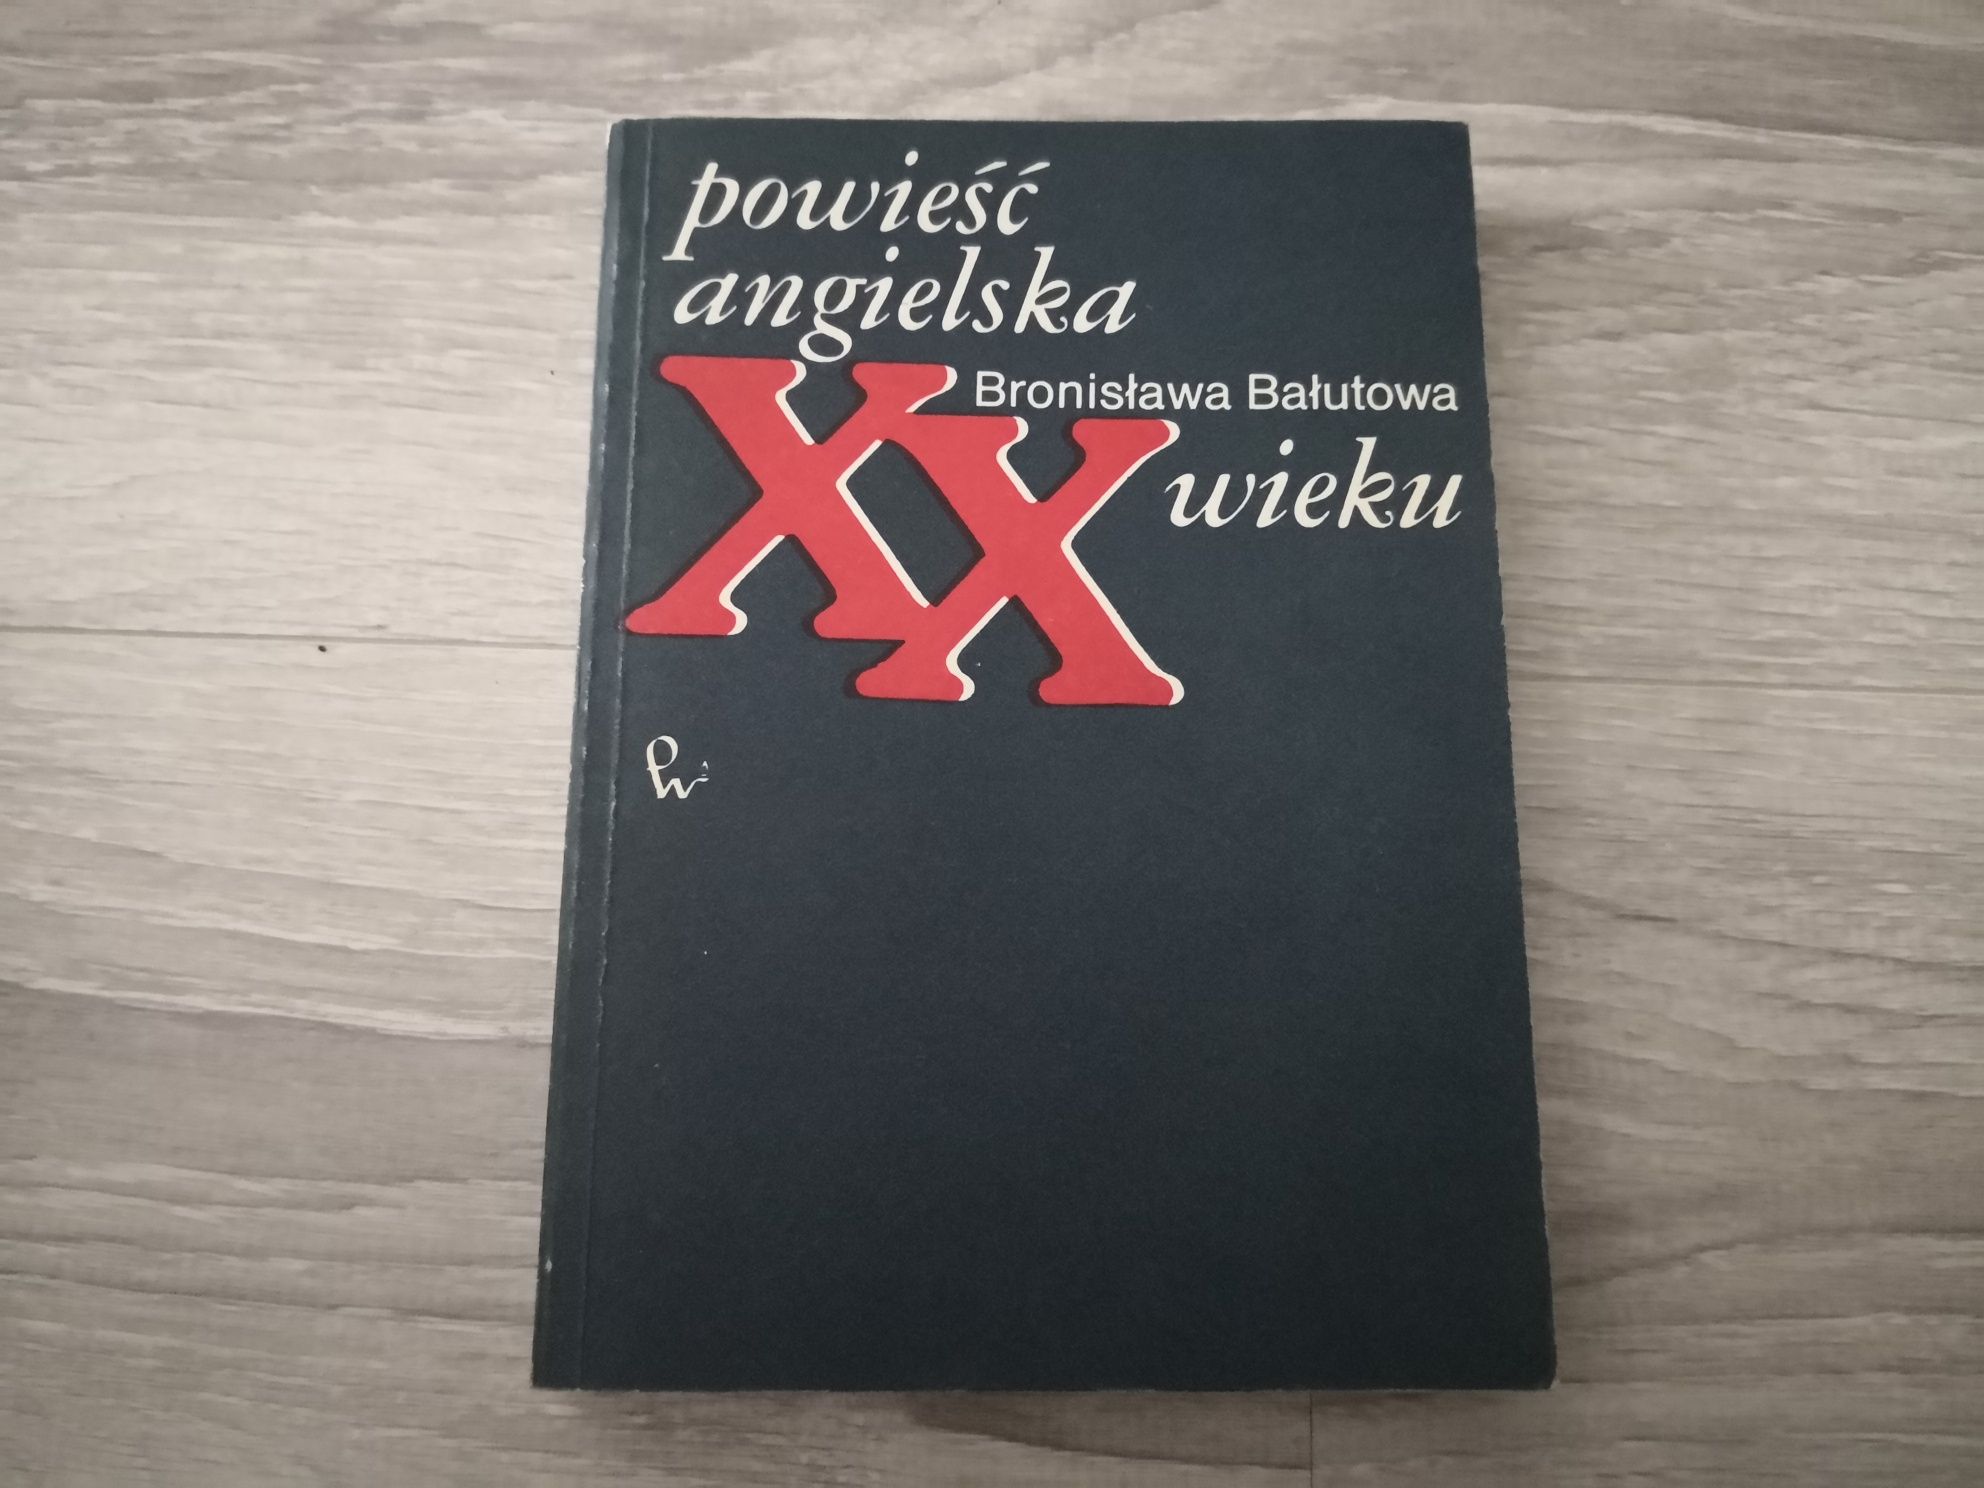 powieść
angielska
XX
Bronisława Bałutowa
wieku